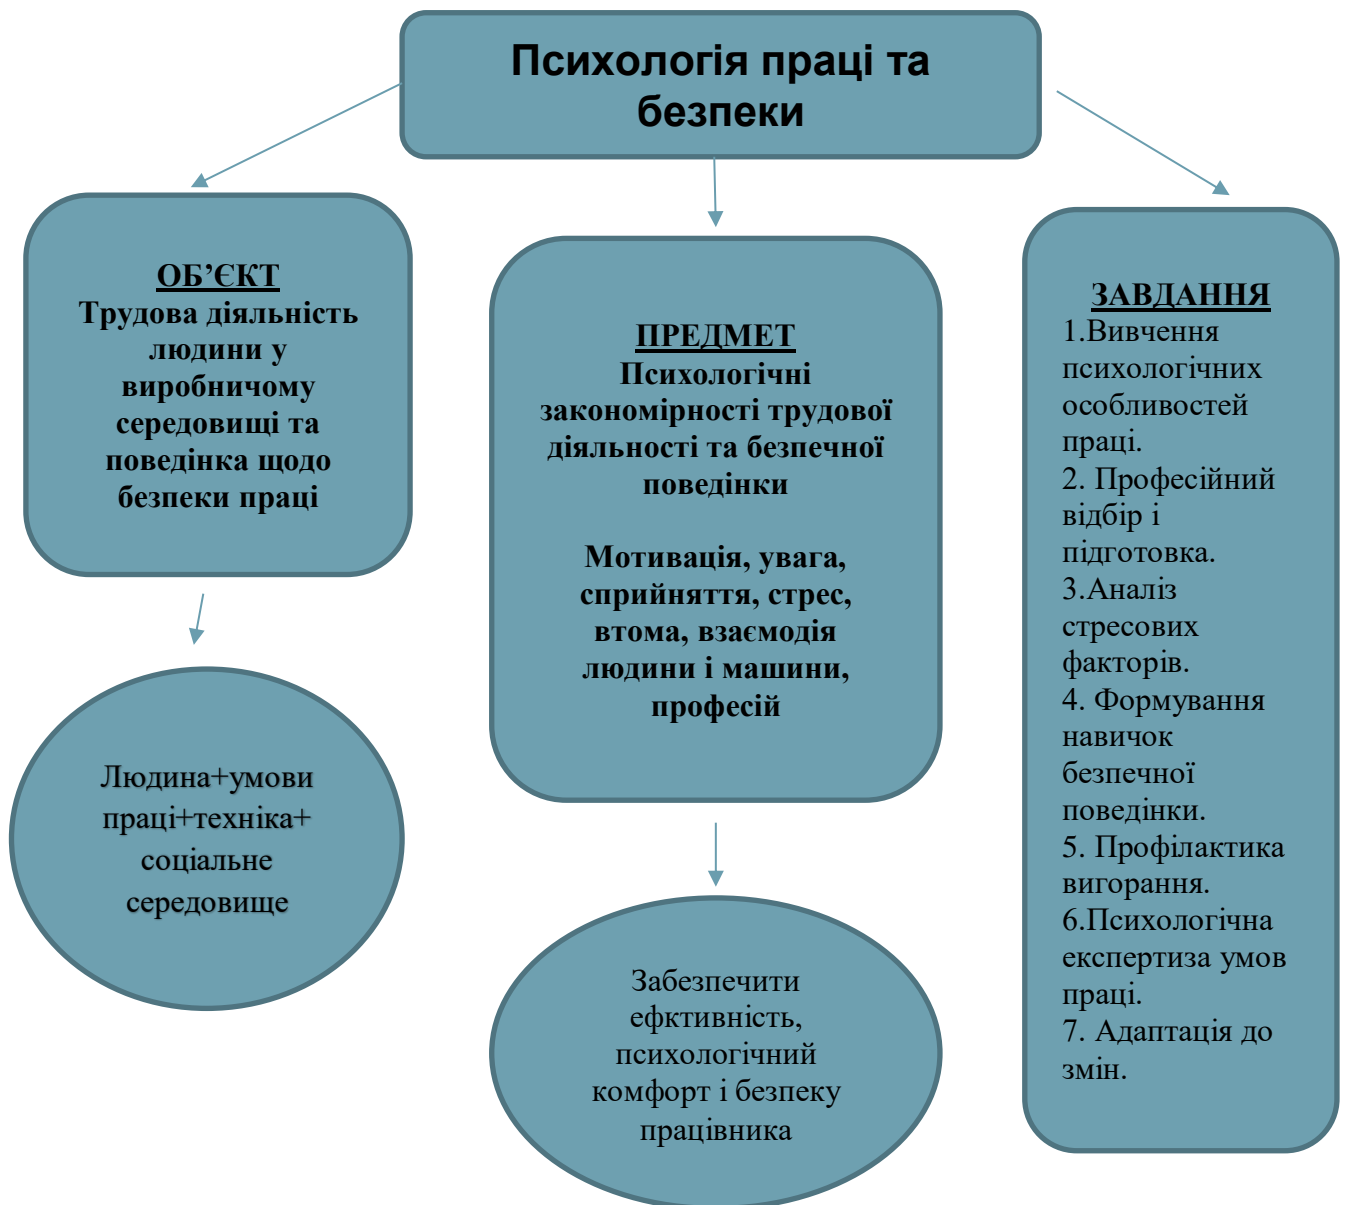 Психологія праці та
безпеки
ОБ’ЄКТ
Трудова діяльність
людини у
виробничому
середовищі та
поведінка щодо
безпеки праці
Людина+умови
праці+техніка+
соціальне
середовище
ПРЕДМЕТ
Психологічні
закономірності трудової
діяльності та безпечної
поведінки
Мотивація, увага,
сприйняття, стрес,
втома, взаємодія
людини і машини,
професій
Забезпечити
ефктивність,
психологічний
комфорт і безпеку
працівника
ЗАВДАННЯ
1.Вивчення
психологічних
особливостей
праці.
2. Професійний
відбір і
підготовка.
3.Аналіз
стресових
факторів.
4. Формування
навичок
безпечної
поведінки.
5. Профілактика
вигорання.
6.Психологічна
експертиза умов
праці.
7. Адаптація до
змін.